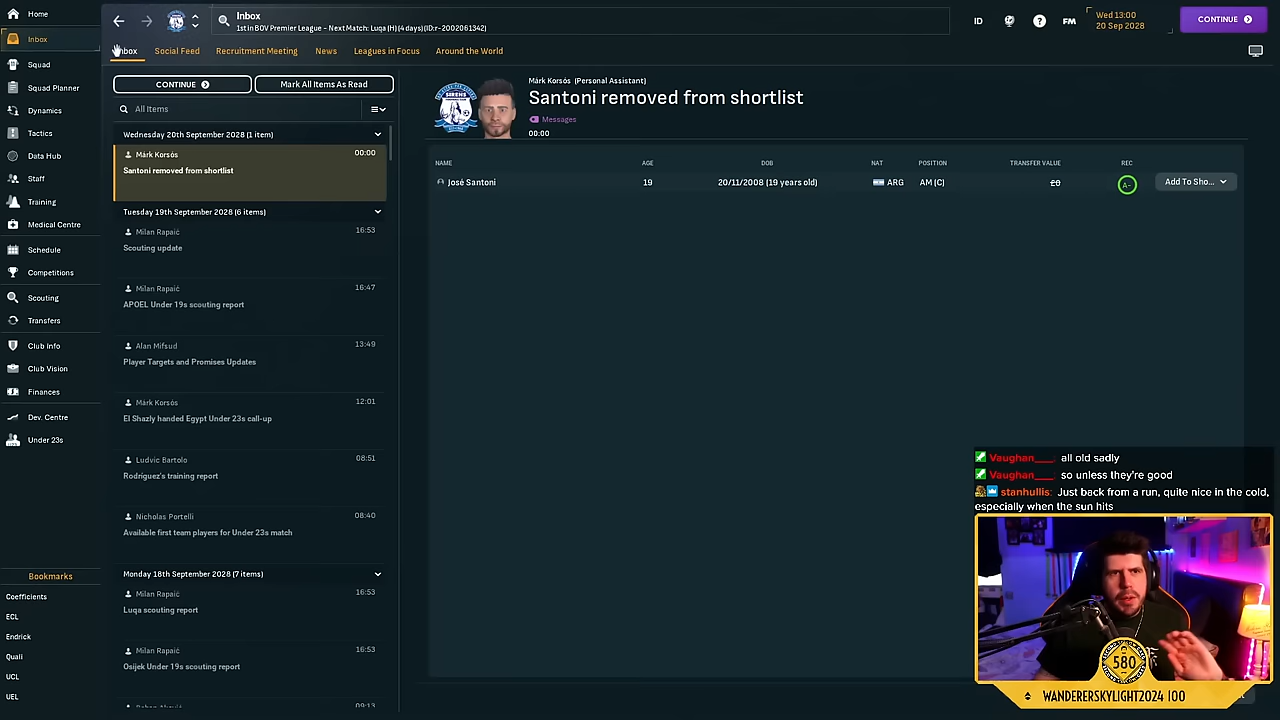 Home
Inbox
Squad
Squad Planner
Dynamics
Tactics
Data Hub
Staff
Training
Medical Centre
Schedule
Competitions
Scouting
Transfers
Club Info
Club Vision
Finances
Dev. Centre
Under 23s
Bookmarks
Coefficients
ECL
Endrick
Quali
UCL
UEL
Inbox
1st in BOV Premier League - Next Match: Luqa (H) (4 days) (ID:r-2002061342)
ID
?
FM
Wed 13:00
20 Sep 2028
CONTINUE
Inbox
Social Feed
Recruitment Meeting
News
Leagues in Focus
Around the World
CONTINUE
Mark All Items As Read
All Items
Wednesday 20th September 2028 (1 item)
Márk Korsós 00:00
Santoni removed from shortlist
Tuesday 19th September 2028 (6 items)
Milan Rapaić 16:53
Scouting update
Milan Rapaić 16:47
APOEL Under 19s scouting report
Alan Mifsud 13:49
Player Targets and Promises Updates
Márk Korsós 12:01
El Shazly handed Egypt Under 23s call-up
Ludvic Bartolo 08:51
Rodríguez's training report
Nicholas Portelli 08:40
Available first team players for Under 23s match
Monday 18th September 2028 (7 items)
Milan Rapaić 16:53
Luqa scouting report
Milan Rapaić 16:53
Osijek Under 19s scouting report
09:13
SIRENS
Márk Korsós (Personal Assistant)
Santoni removed from shortlist
Messages
00:00
NAME AGE DOB NAT POSITION TRANSFER VALUE REC
José Santoni 19 20/11/2008 (19 years old) ARG AM (C) £0 A- Add To Sho...
Vaughan___: all old sadly
Vaughan___: so unless they're good
stanhullis: Just back from a run, quite nice in the cold,
especially when the sun hits
580
WANDERERSKYLIGHT2024 100